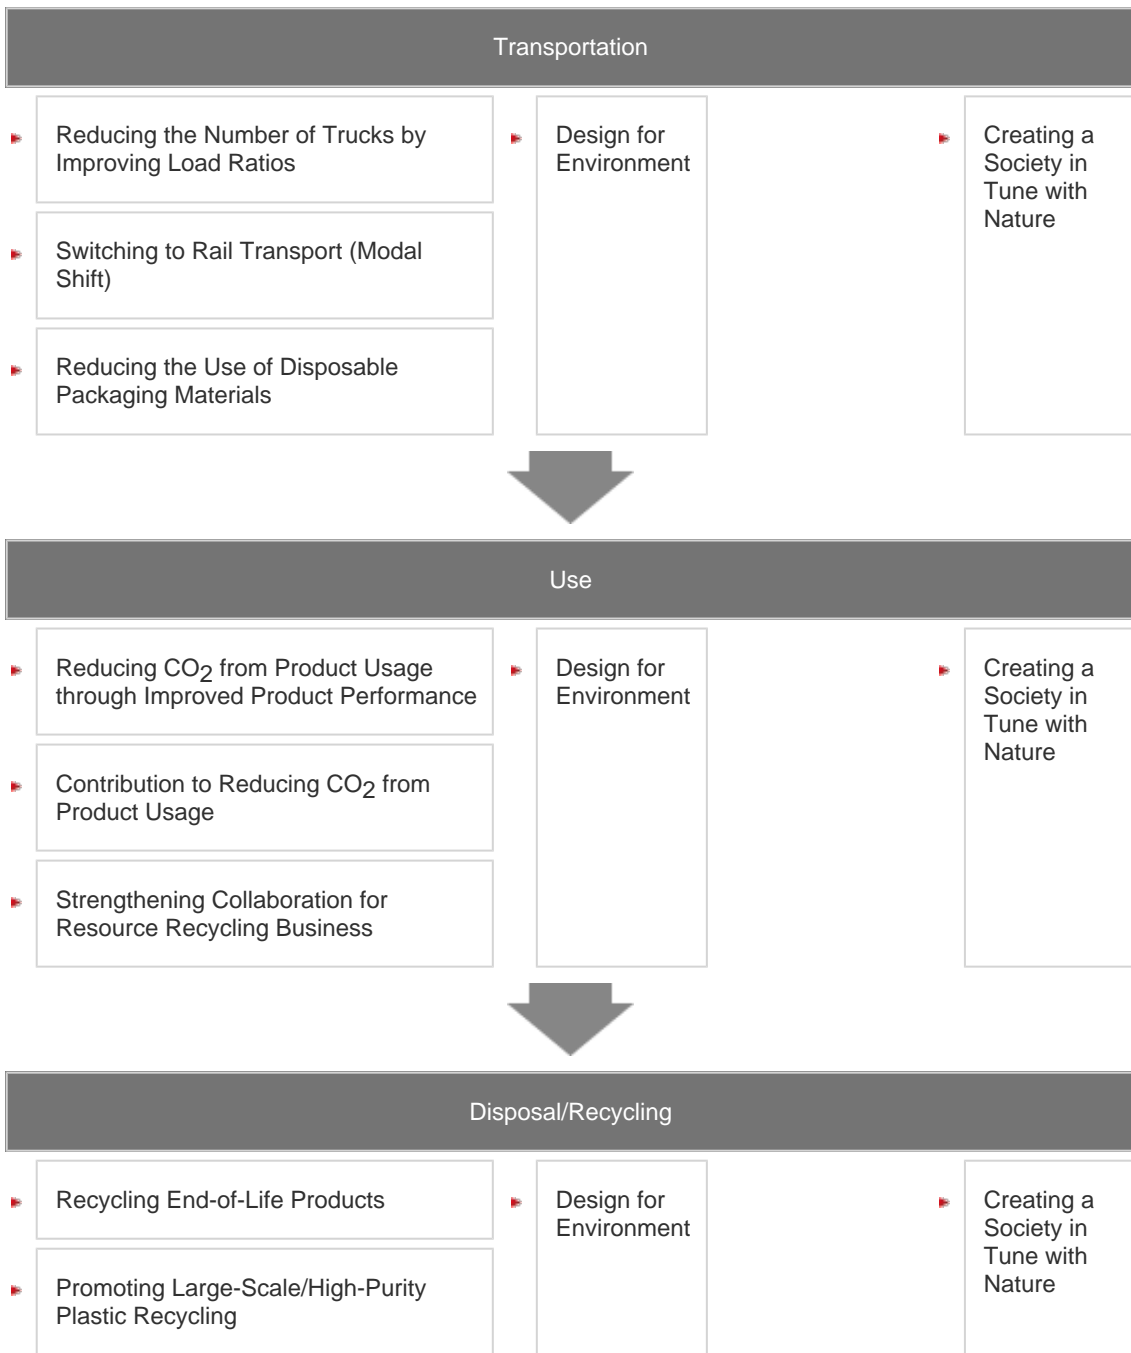 Transportation
Reducing the Number of Trucks by
Improving Load Ratios
Switching to Rail Transport (Modal
Shift)
Reducing the Use of Disposable
Packaging Materials
Design for
Environment
Creating a
Society in
Tune with
Nature
Use
Reducing CO2 from Product Usage
through Improved Product Performance
Contribution to Reducing CO2 from
Product Usage
Strengthening Collaboration for
Resource Recycling Business
Design for
Environment
Creating a
Society in
Tune with
Nature
Disposal/Recycling
Recycling End-of-Life Products
Promoting Large-Scale/High-Purity
Plastic Recycling
Design for
Environment
Creating a
Society in
Tune with
Nature